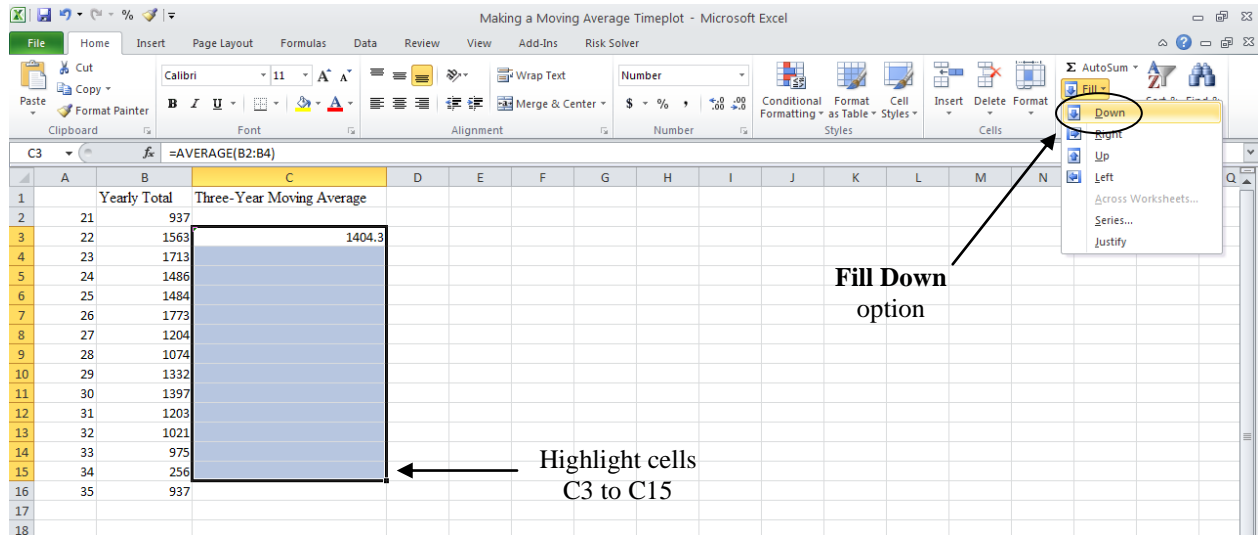 Making a Moving Average Timeplot - Microsoft Excel
File Home Insert Page Layout Formulas Data Review View Add-Ins Risk Solver
Cut
Copy
Format Painter
Paste
Clipboard
Calibri 11
B I U
Font
Wrap Text
Merge & Center
Alignment
Number
$ % ,
Number
Conditional Formatting
Format as Table
Cell Styles
Styles
Insert Delete Format
Cells
Σ AutoSum
Fill
Down
Right
Up
Left
Across Worksheets...
Series...
Justify
C3 fx =AVERAGE(B2:B4)
A B C D E F G H I J K L M N Q
1 Yearly Total Three-Year Moving Average
2 21 937
3 22 1563 1404.3
4 23 1713
5 24 1486
6 25 1484
7 26 1773
8 27 1204
9 28 1074
10 29 1332
11 30 1397
12 31 1203
13 32 1021
14 33 975
15 34 256
16 35 937
17
18
Fill Down
option
Highlight cells
C3 to C15